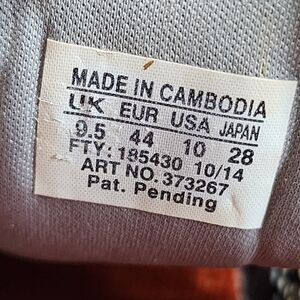 MADE IN CAMBODIA
UK EUR USA JAPAN
9.5 44 10 28
FTY: 185430 10/14
ART NO. 373267
Pat. Pending